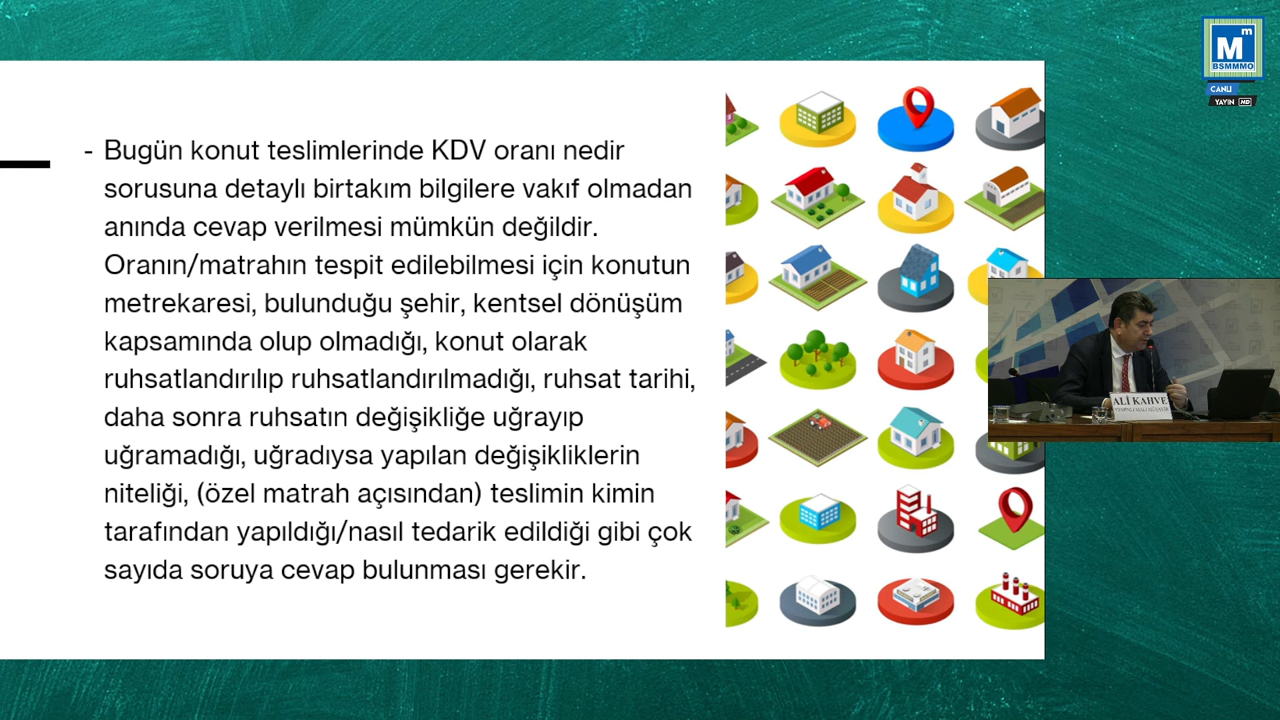 - Bugün konut teslimlerinde KDV oranı nedir
sorusuna detaylı birtakım bilgilere vakıf olmadan
anında cevap verilmesi mümkün değildir.
Oranın/matrahın tespit edilebilmesi için konutun
metrekaresi, bulunduğu şehir, kentsel dönüşüm
kapsamında olup olmadığı, konut olarak
ruhsatlandırılıp ruhsatlandırılmadığı, ruhsat tarihi,
daha sonra ruhsatın değişikliğe uğrayıp
uğramadığı, uğradıysa yapılan değişikliklerin
niteliği, (özel matrah açısından) teslimin kimin
tarafından yapıldığı/nasıl tedarik edildiği gibi çok
sayıda soruya cevap bulunması gerekir.
Mm
BSMMMO
CANLI
YAYIN HD
ALİ KAHVE